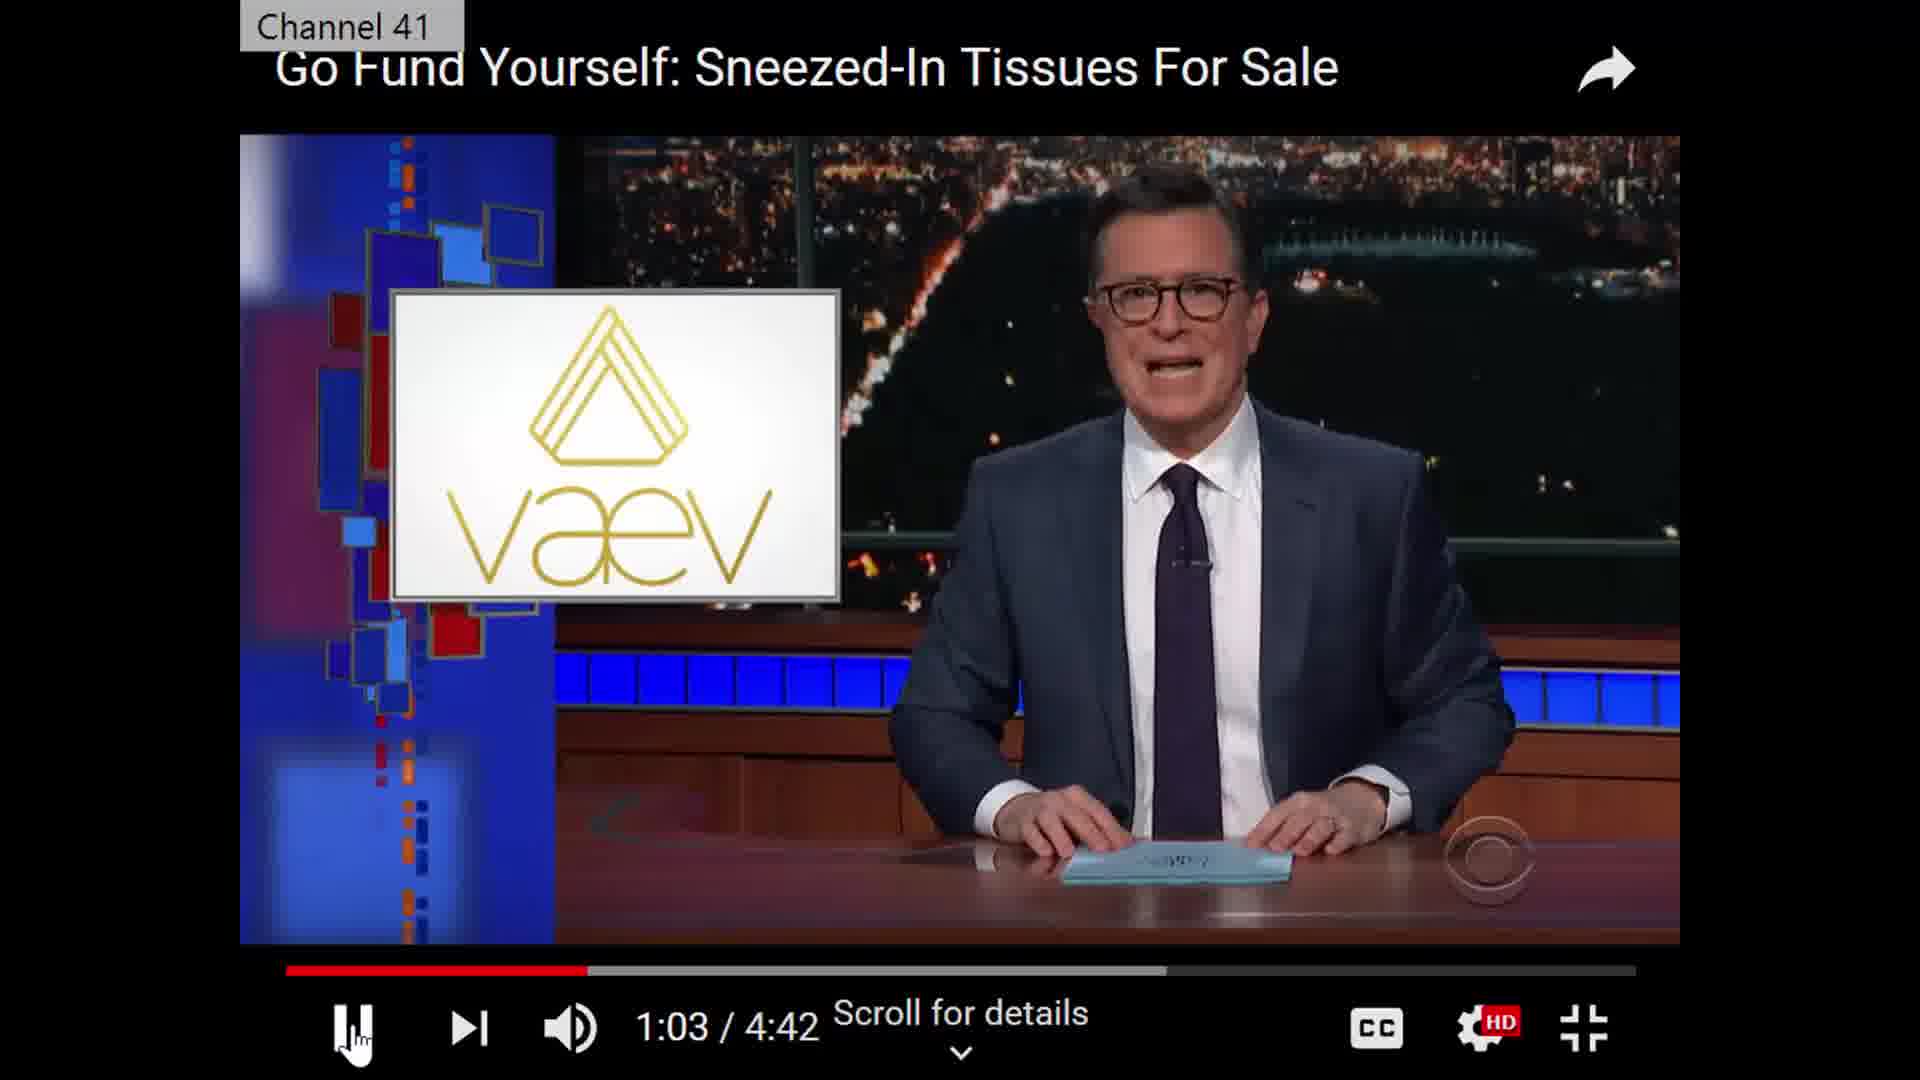 Channel 41
Go Fund Yourself: Sneezed-In Tissues For Sale
væv
1:03 / 4:42
Scroll for details
CC
HD